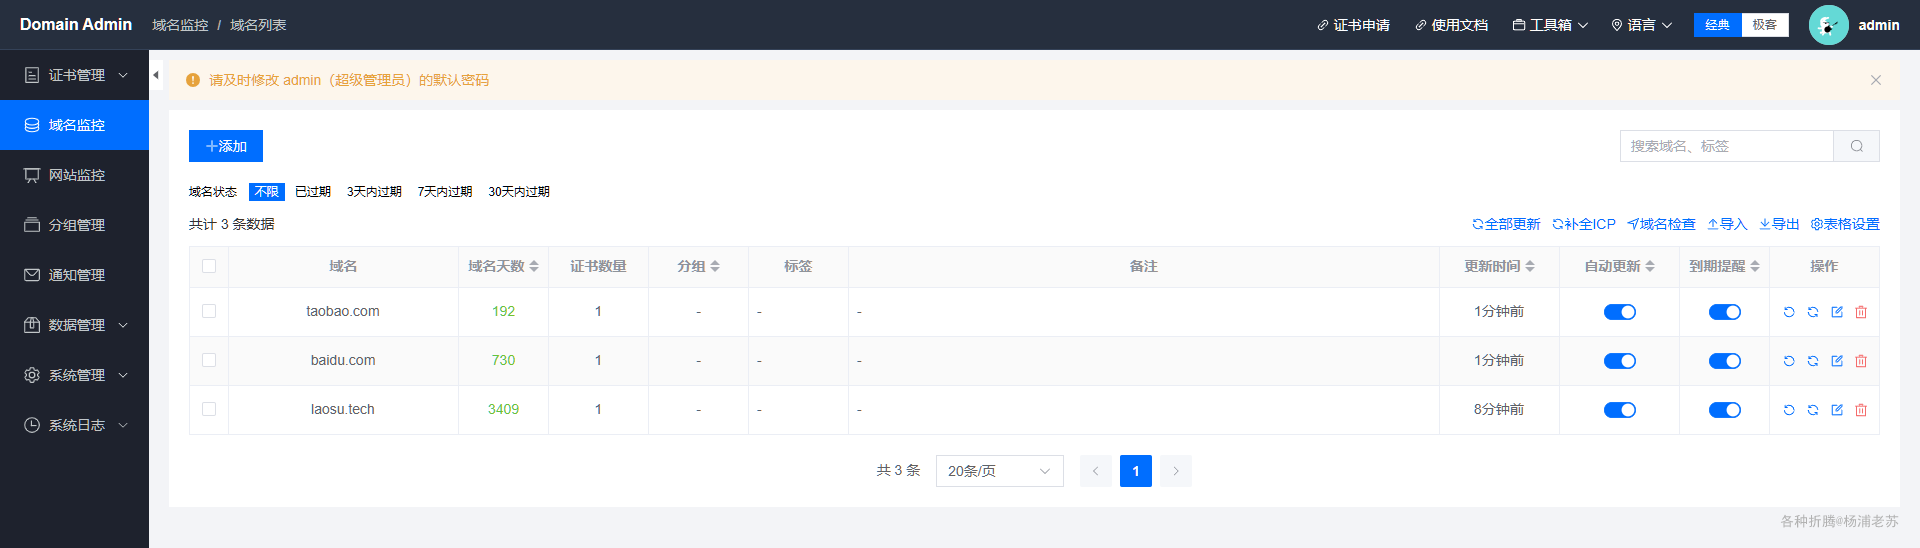 Domain Admin 域名监控 / 域名列表 证书申请 使用文档 工具箱 语言 经典 极客 admin
证书管理
域名监控
网站监控
分组管理
通知管理
数据管理
系统管理
系统日志
请及时修改 admin（超级管理员）的默认密码
添加 搜索域名、标签
域名状态 不限 已过期 3天内过期 7天内过期 30天内过期
共计 3 条数据 全部更新 补全ICP 域名检查 导入 导出 表格设置
域名 域名天数 证书数量 分组 标签 备注 更新时间 自动更新 到期提醒 操作
taobao.com 192 1 - - - 1分钟前
baidu.com 730 1 - - - 1分钟前
laosu.tech 3409 1 - - - 8分钟前
共 3 条 20条/页 1
各种折腾@杨浦老苏